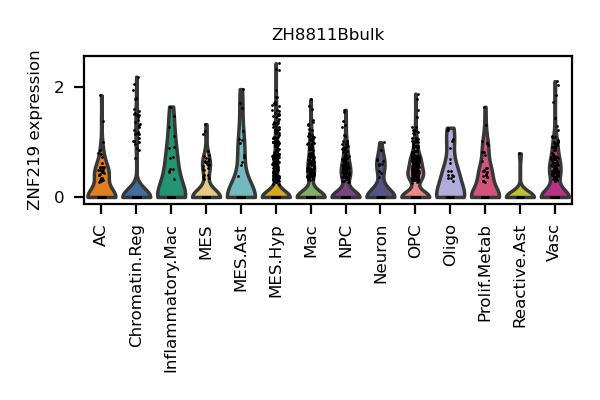 ZH8811Bbulk
ZNF219 expression
2
0
AC
Chromatin.Reg
Inflammatory.Mac
MES
MES.Ast
MES.Hyp
Mac
NPC
Neuron
OPC
Oligo
Prolif.Metab
Reactive.Ast
Vasc